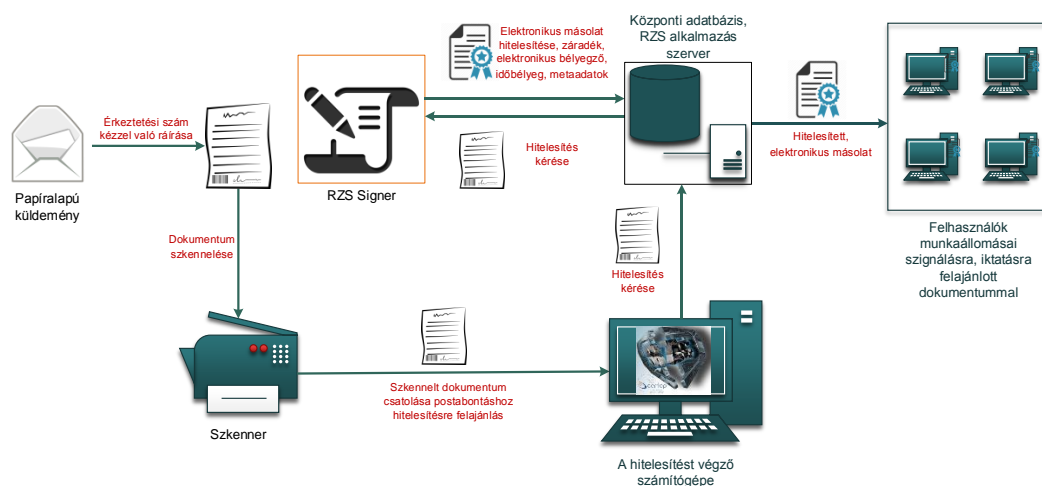 Elektronikus másolat
hitelesítése, záradék,
elektronikus bélyegző,
időbélyeg, metaadatok
Központi adatbázis,
RZS alkalmazás
szerver
Érkeztetési szám
kézzel való ráírása
Hitelesítés
kérése
Hitelesített,
elektronikus másolat
Papíralapú
küldemény
RZS Signer
Felhasználók
munkaállomásai
szignálásra, iktatásra
felajánlott
dokumentummal
Dokumentum
szkennelése
Hitelesítés
kérése
Szkennelt dokumentum
csatolása postabontáshoz
hitelesítésre felajánlás
Szkenner
A hitelesítést végző
számítógépe